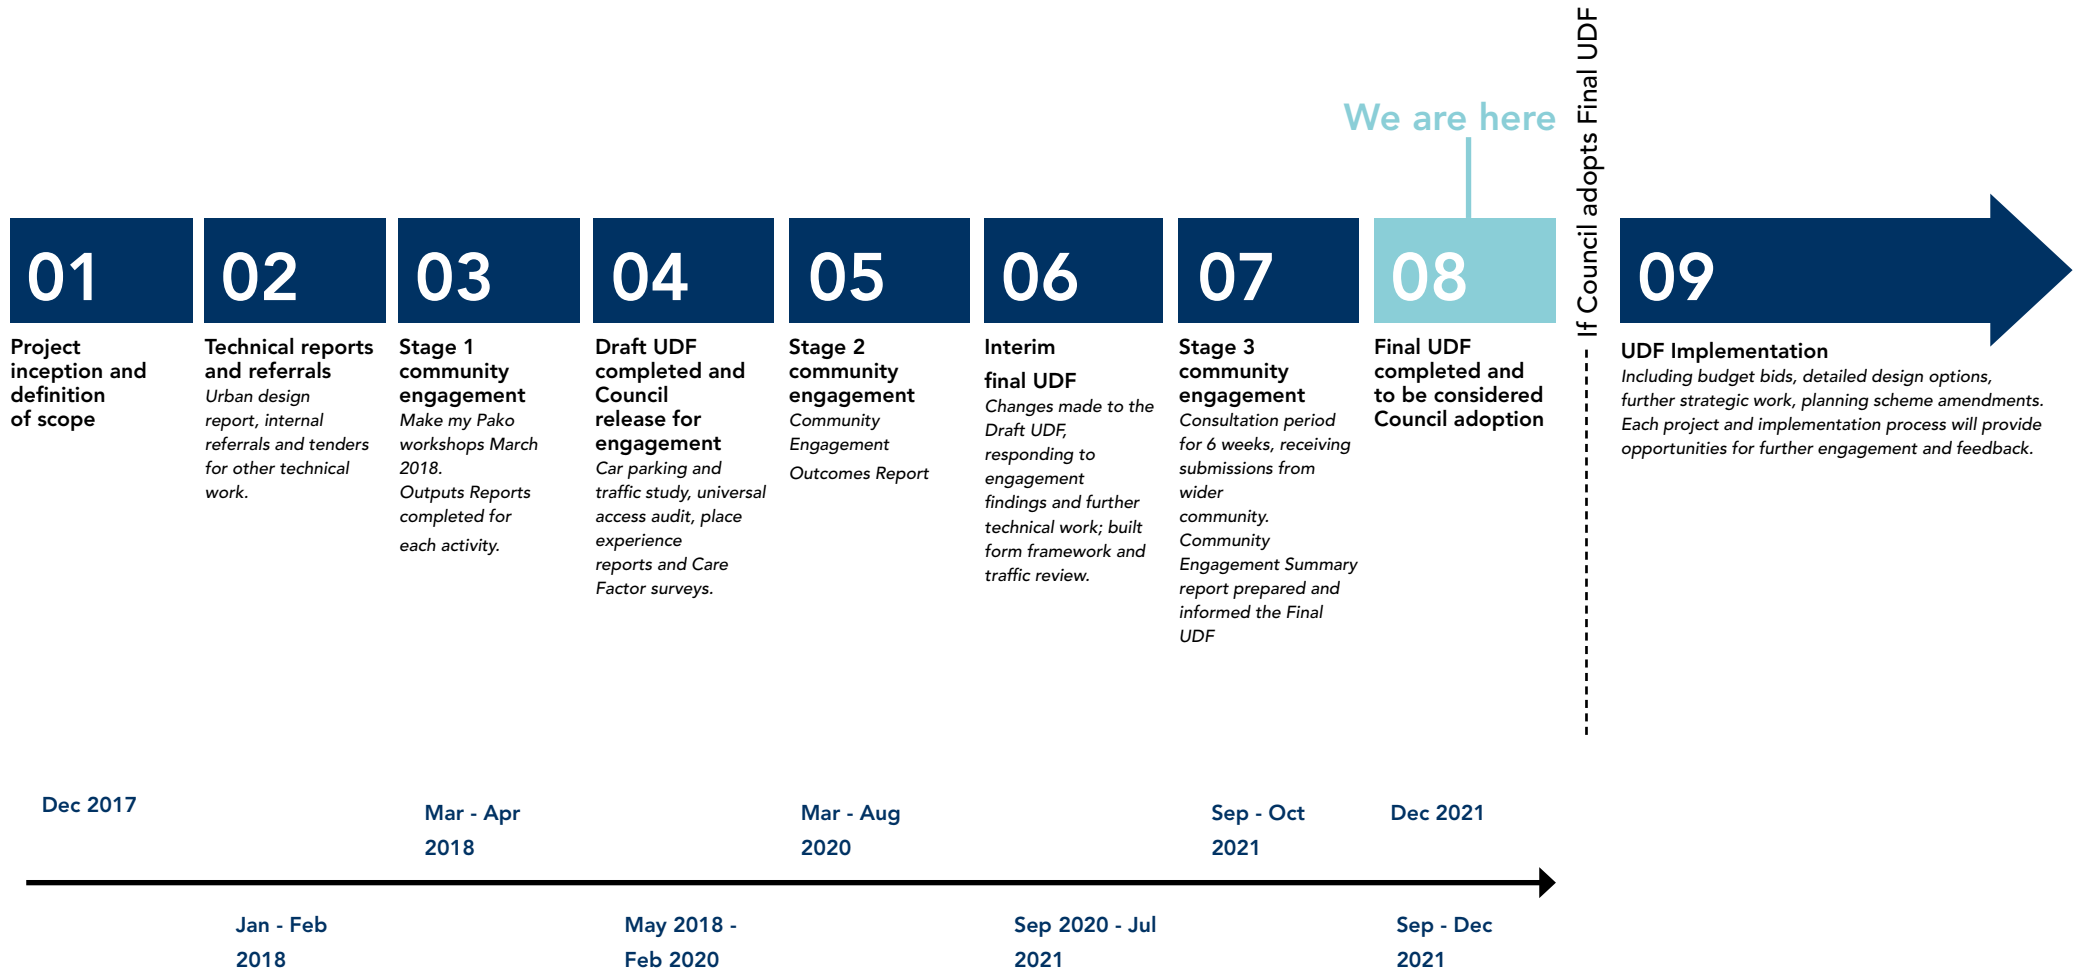 If Council adopts Final UDF
We are here
01
02
03
04
05
06
07
08
09
Project
inception and
definition
of scope
Technical reports
and referrals
Urban design
report, internal
referrals and tenders
for other technical
work.
Stage 1
community
engagement
Make my Pako
workshops March
2018.
Outputs Reports
completed for
each activity.
Draft UDF
completed and
Council
release for
engagement
Car parking and
traffic study, universal
access audit, place
experience
reports and Care
Factor surveys.
Stage 2
community
engagement
Community
Engagement
Outcomes Report
Interim
final UDF
Changes made to the
Draft UDF,
responding to
engagement
findings and further
technical work; built
form framework and
traffic review.
Stage 3
community
engagement
Consultation period
for 6 weeks, receiving
submissions from
wider
community.
Community
Engagement Summary
report prepared and
informed the Final
UDF
Final UDF
completed and
to be considered
Council adoption
UDF Implementation
Including budget bids, detailed design options,
further strategic work, planning scheme amendments.
Each project and implementation process will provide
opportunities for further engagement and feedback.
Dec 2017
Mar - Apr
2018
Mar - Aug
2020
Sep - Oct
2021
Dec 2021
Jan - Feb
2018
May 2018 -
Feb 2020
Sep 2020 - Jul
2021
Sep - Dec
2021